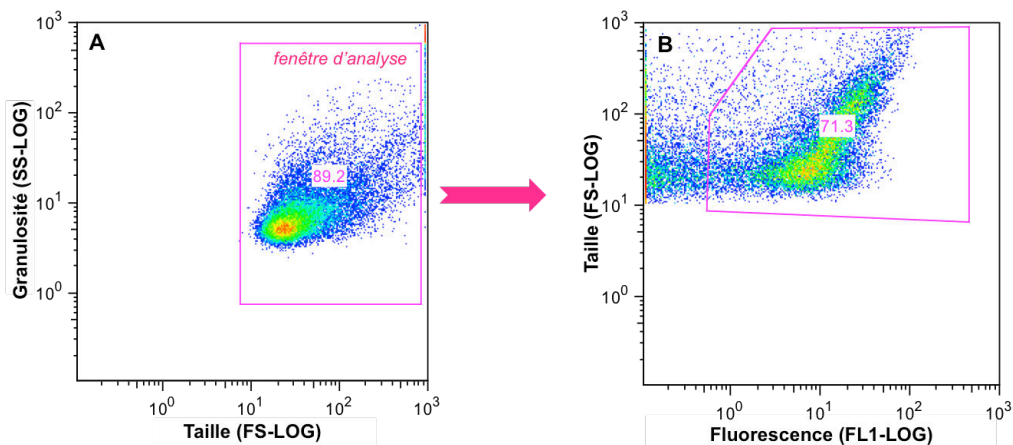 A
fenêtre d'analyse
89.2
10³
10²
10¹
10⁰
Granulosité (SS-LOG)
10⁰
10¹
10²
10³
Taille (FS-LOG)
B
71.3
10³
10²
10¹
10⁰
Taille (FS-LOG)
10⁰
10¹
10²
10³
Fluorescence (FL1-LOG)